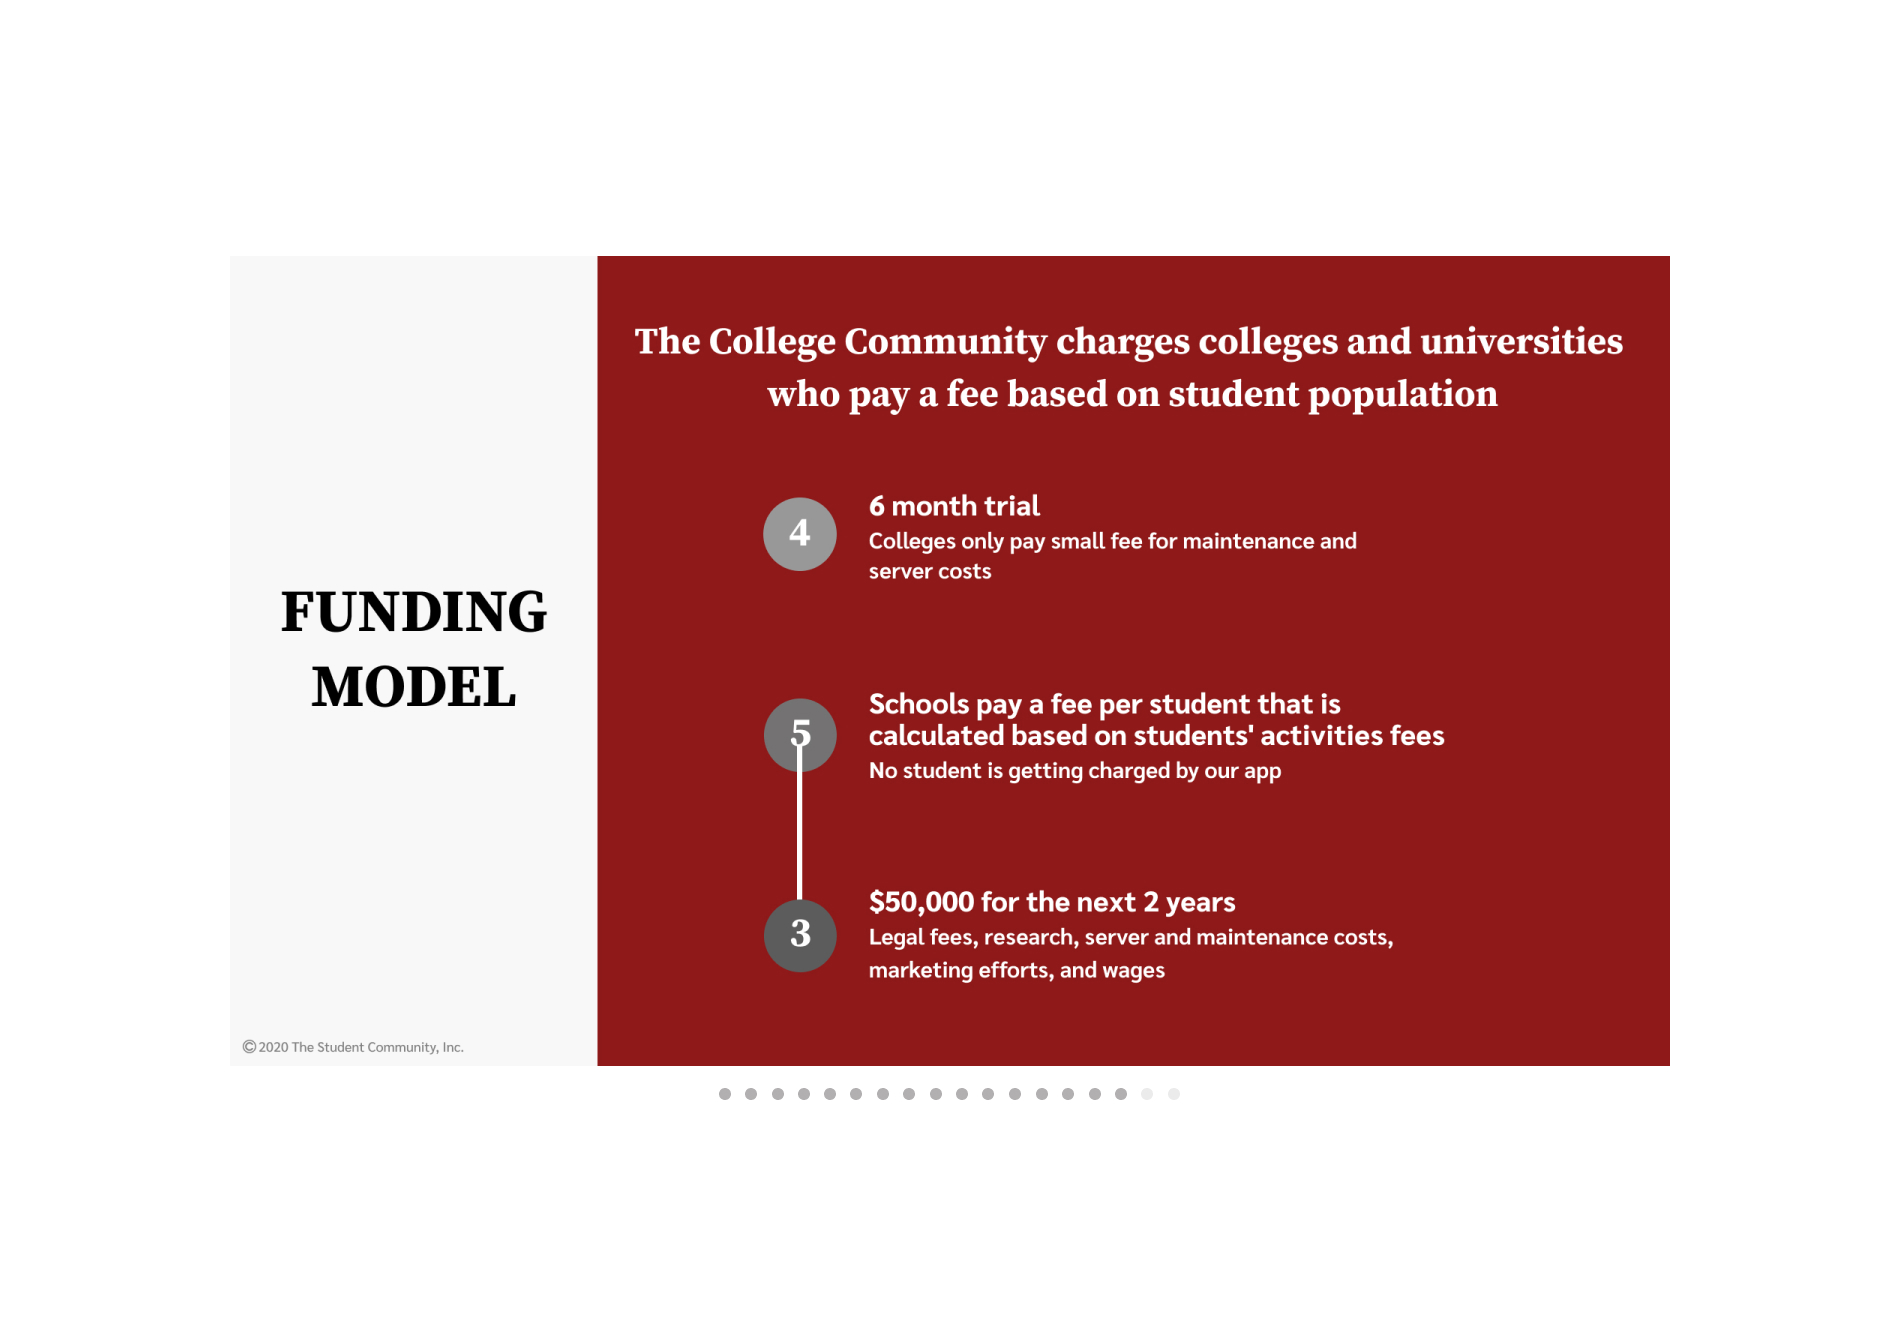 The College Community charges colleges and universities
who pay a fee based on student population
4
6 month trial
Colleges only pay small fee for maintenance and
server costs
FUNDING
MODEL
5
Schools pay a fee per student that is
calculated based on students' activities fees
No student is getting charged by our app
3
$50,000 for the next 2 years
Legal fees, research, server and maintenance costs,
marketing efforts, and wages
© 2020 The Student Community, Inc.